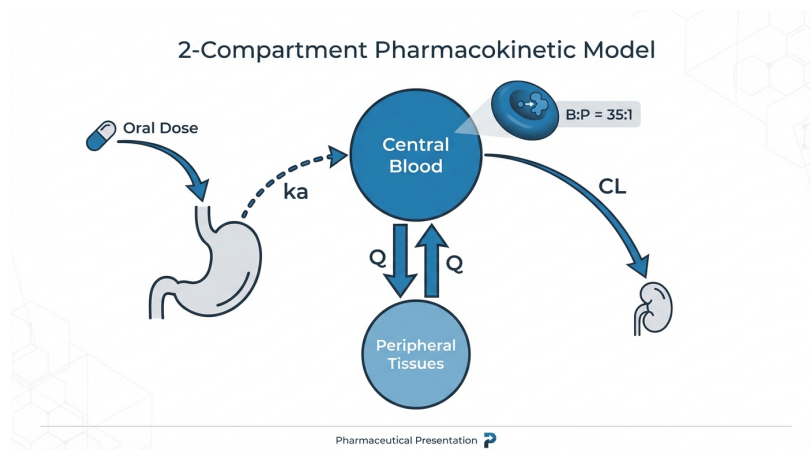 2-Compartment Pharmacokinetic Model
Oral Dose
ka
Central
Blood
B:P = 35:1
CL
Q
Q
Peripheral
Tissues
Pharmaceutical Presentation